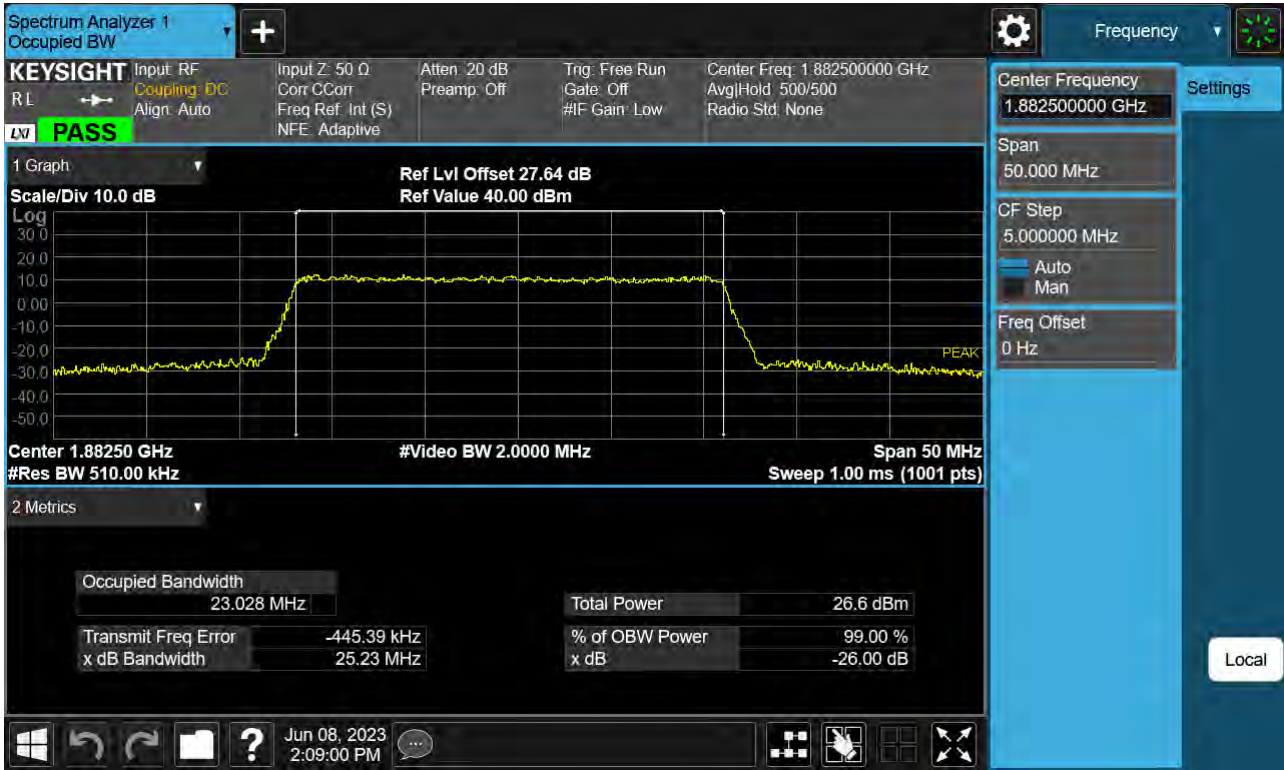 Spectrum Analyzer 1
Occupied BW
+
Frequency
KEYSIGHT
RL
LXI PASS
Input: RF
Coupling: DC
Align: Auto
Input Z: 50 Ω
Corr CCorr
Freq Ref: Int (S)
NFE: Adaptive
Atten: 20 dB
Preamp: Off
Trig: Free Run
Gate: Off
#IF Gain: Low
Center Freq: 1.882500000 GHz
Avg|Hold: 500/500
Radio Std: None
Center Frequency
1.882500000 GHz
Settings
Span
50.000 MHz
CF Step
5.000000 MHz
Auto
Man
Freq Offset
0 Hz
Local
1 Graph
Scale/Div 10.0 dB
Ref Lvl Offset 27.64 dB
Ref Value 40.00 dBm
Log
30.0
20.0
10.0
0.00
-10.0
-20.0
-30.0
-40.0
-50.0
PEAK
Center 1.88250 GHz
#Res BW 510.00 kHz
#Video BW 2.0000 MHz
Span 50 MHz
Sweep 1.00 ms (1001 pts)
2 Metrics
Occupied Bandwidth
23.028 MHz
Transmit Freq Error -445.39 kHz
x dB Bandwidth 25.23 MHz
Total Power 26.6 dBm
% of OBW Power 99.00 %
x dB -26.00 dB
?
Jun 08, 2023
2:09:00 PM